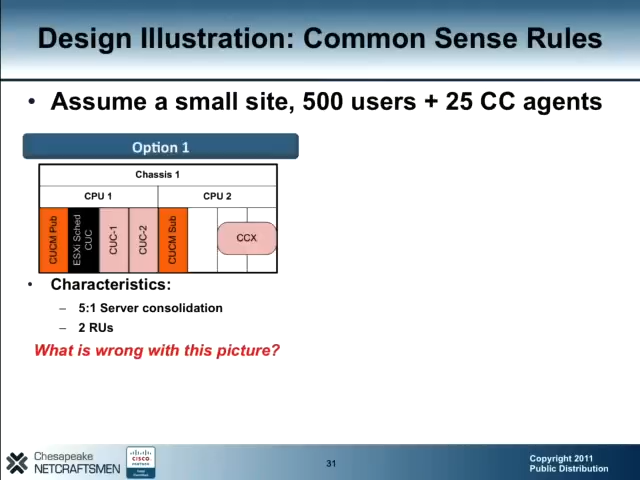 Design Illustration: Common Sense Rules
• Assume a small site, 500 users + 25 CC agents
Option 1
Chassis 1
CPU 1 CPU 2
CUCM Pub
ESXi Sched
CUC
CUC-1
CUC-2
CUCM Sub
CCX
• Characteristics:
– 5:1 Server consolidation
– 2 RUs
What is wrong with this picture?
Chesapeake
NETCRAFTSMEN
CISCO
PARTNER
31
Copyright 2011
Public Distribution